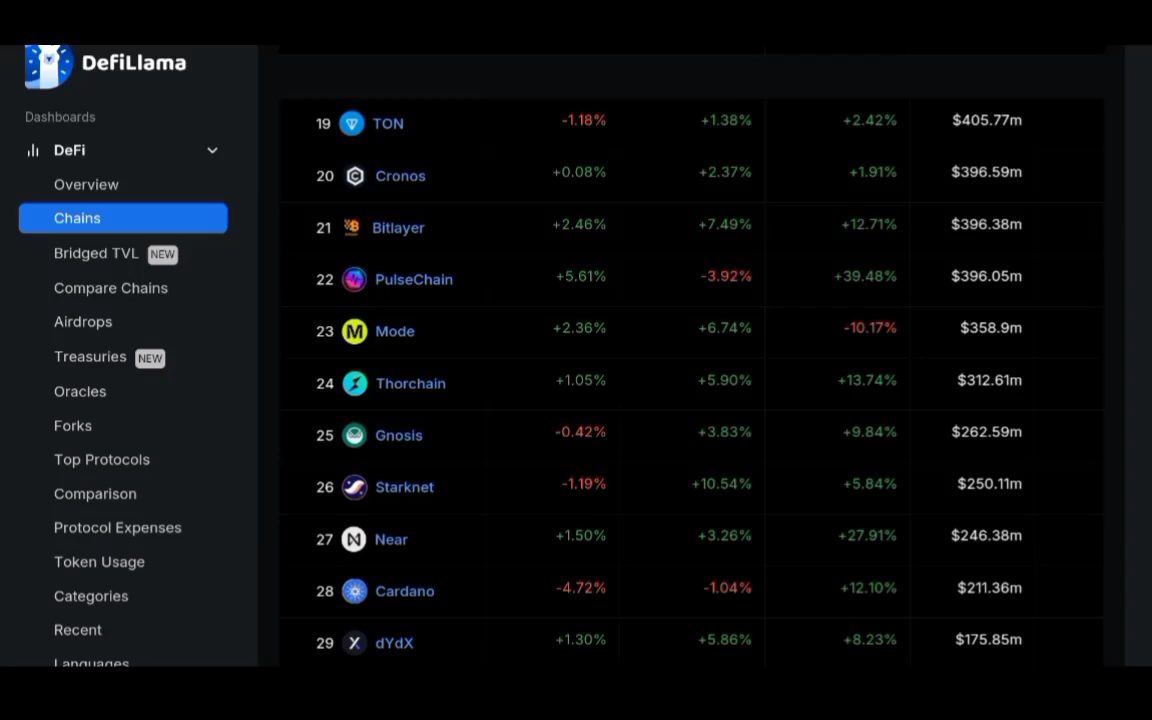 DefiLlama
Dashboards
DeFi
Overview
Chains
Bridged TVL NEW
Compare Chains
Airdrops
Treasuries NEW
Oracles
Forks
Top Protocols
Comparison
Protocol Expenses
Token Usage
Categories
Recent
Languages
19 TON -1.18% +1.38% +2.42% $405.77m
20 Cronos +0.08% +2.37% +1.91% $396.59m
21 Bitlayer +2.46% +7.49% +12.71% $396.38m
22 PulseChain +5.61% -3.92% +39.48% $396.05m
23 Mode +2.36% +6.74% -10.17% $358.9m
24 Thorchain +1.05% +5.90% +13.74% $312.61m
25 Gnosis -0.42% +3.83% +9.84% $262.59m
26 Starknet -1.19% +10.54% +5.84% $250.11m
27 Near +1.50% +3.26% +27.91% $246.38m
28 Cardano -4.72% -1.04% +12.10% $211.36m
29 dYdX +1.30% +5.86% +8.23% $175.85m